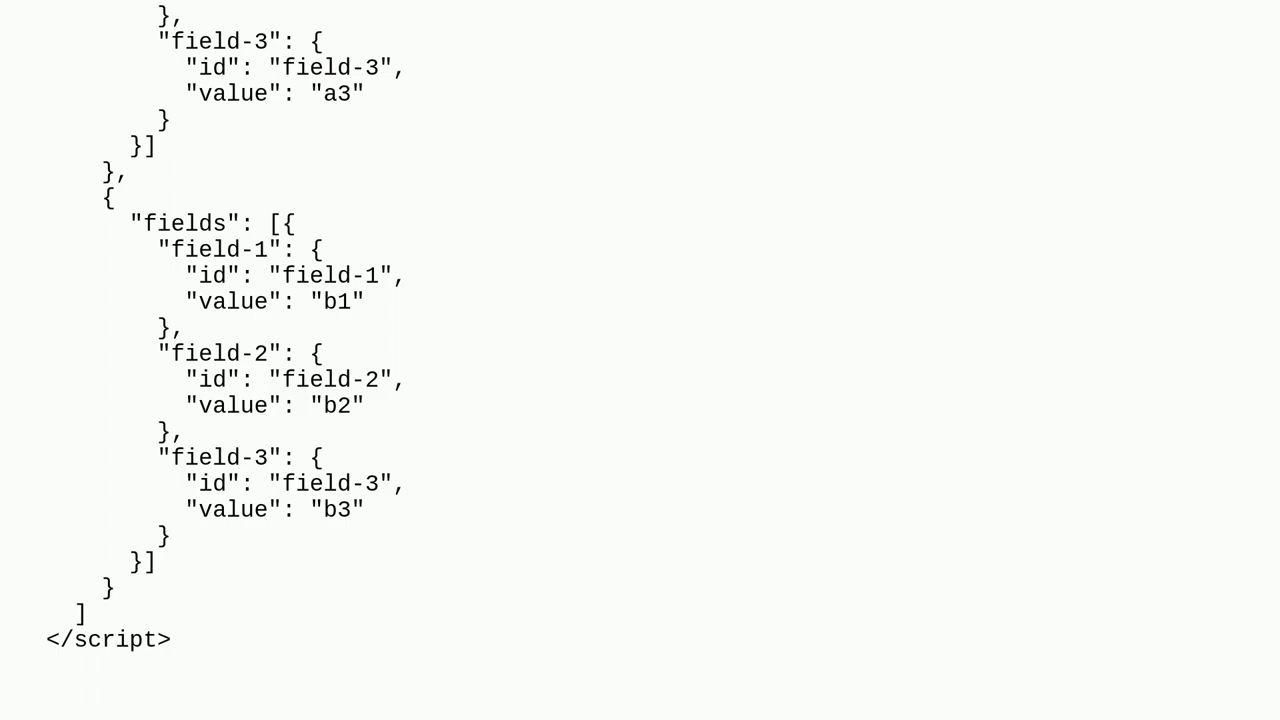 },
        "field-3": {
          "id": "field-3",
          "value": "a3"
        }
      }]
    },
    {
      "fields": [{
        "field-1": {
          "id": "field-1",
          "value": "b1"
        },
        "field-2": {
          "id": "field-2",
          "value": "b2"
        },
        "field-3": {
          "id": "field-3",
          "value": "b3"
        }
      }]
    }
  ]
</script>